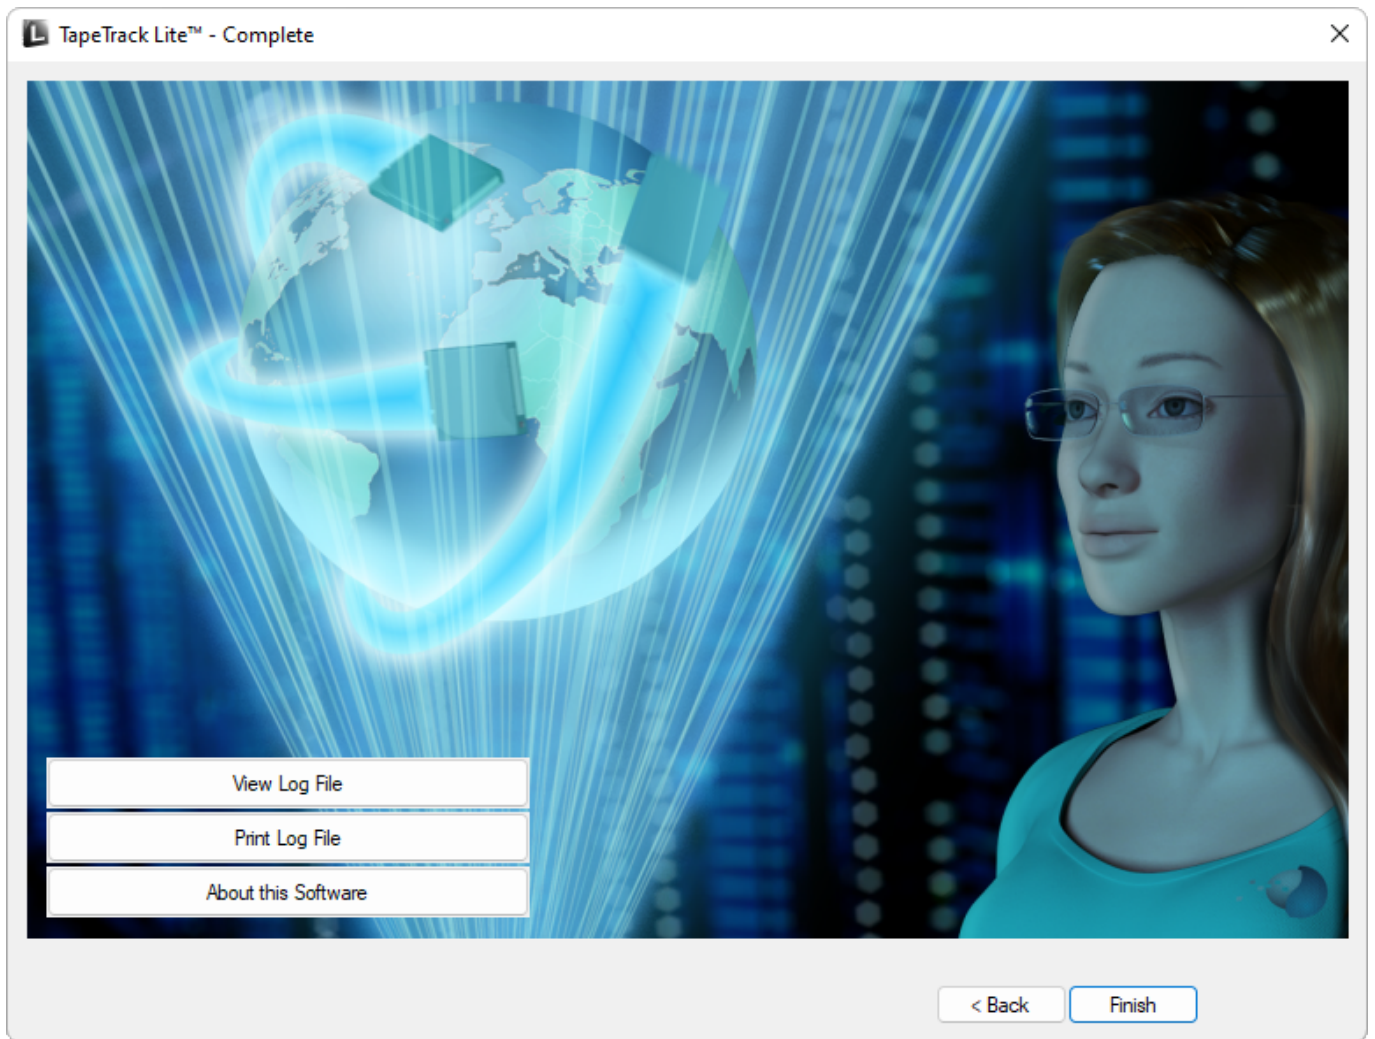 TapeTrack Lite™ - Complete
View Log File
Print Log File
About this Software
< Back
Finish